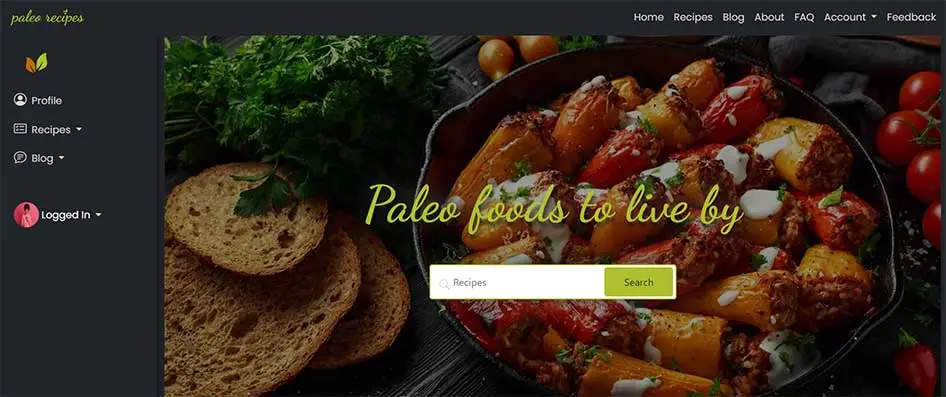 paleo recipes
Home Recipes Blog About FAQ Account Feedback
Profile
Recipes
Blog
Logged In
Paleo foods to live by
Recipes Search